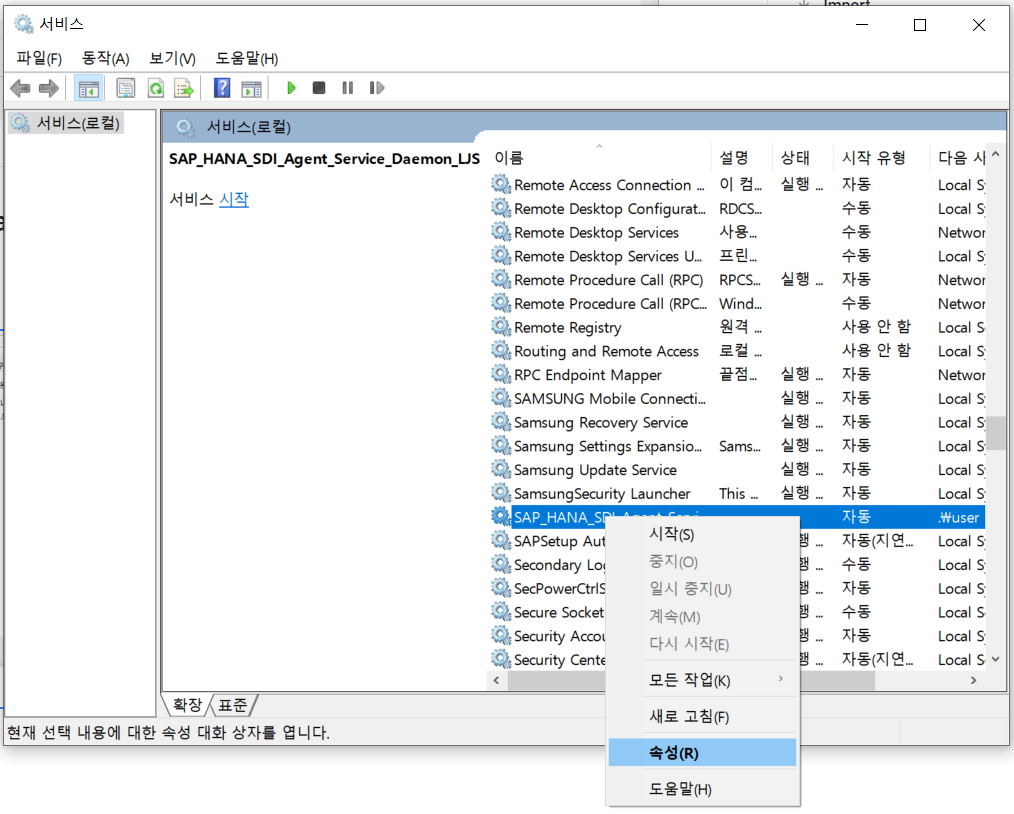 Import
서비스
파일(F) 동작(A) 보기(V) 도움말(H)
서비스(로컬)
서비스(로컬)
SAP_HANA_SDI_Agent_Service_Daemon_LJS
서비스 시작
이름 설명 상태 시작 유형 다음 사
Remote Access Connection ... 이 컴... 실행 ... 자동 Local Sy
Remote Desktop Configurat... RDCS... 수동 Local Sy
Remote Desktop Services 사용... 수동 Networ
Remote Desktop Services U... 프린... 수동 Local Sy
Remote Procedure Call (RPC) RPCS... 실행 ... 자동 Networ
Remote Procedure Call (RPC... Wind... 수동 Networ
Remote Registry 원격 ... 사용 안 함 Local S
Routing and Remote Access 로컬 ... 사용 안 함 Local Sy
RPC Endpoint Mapper 끝점... 실행 ... 자동 Networ
SAMSUNG Mobile Connecti... 실행 ... 자동 Local Sy
Samsung Recovery Service 실행 ... 자동 Local Sy
Samsung Settings Expansio... Sams... 실행 ... 자동 Local Sy
Samsung Update Service 실행 ... 자동 Local Sy
SamsungSecurity Launcher This ... 실행 ... 자동 Local Sy
SAP_HANA_SDI_Agent_Servi... 자동 .₩user
SAPSetup Aut 행 ... 자동(지연... Local Sy
Secondary Log 행 ... 수동 Local Sy
SecPowerCtrlS 행 ... 자동 Local Sy
Secure Socket 행 ... 수동 Local Sy
Security Accou 행 ... 자동 Local Sy
Security Cente 행 ... 자동(지연... Local S
시작(S)
중지(O)
일시 중지(U)
계속(M)
다시 시작(E)
모든 작업(K)
새로 고침(F)
속성(R)
도움말(H)
확장 표준
현재 선택 내용에 대한 속성 대화 상자를 엽니다.